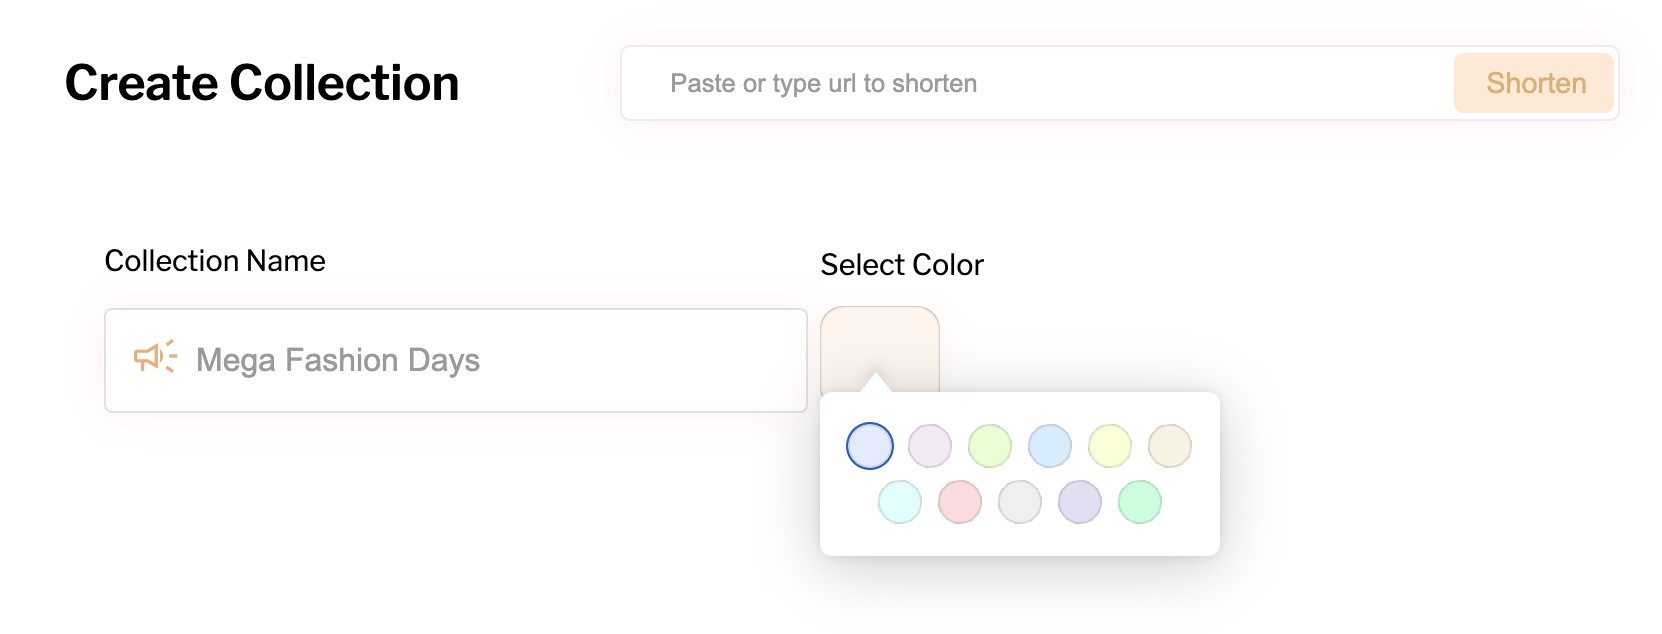 Create Collection
Paste or type url to shorten
Shorten
Collection Name
Select Color
Mega Fashion Days